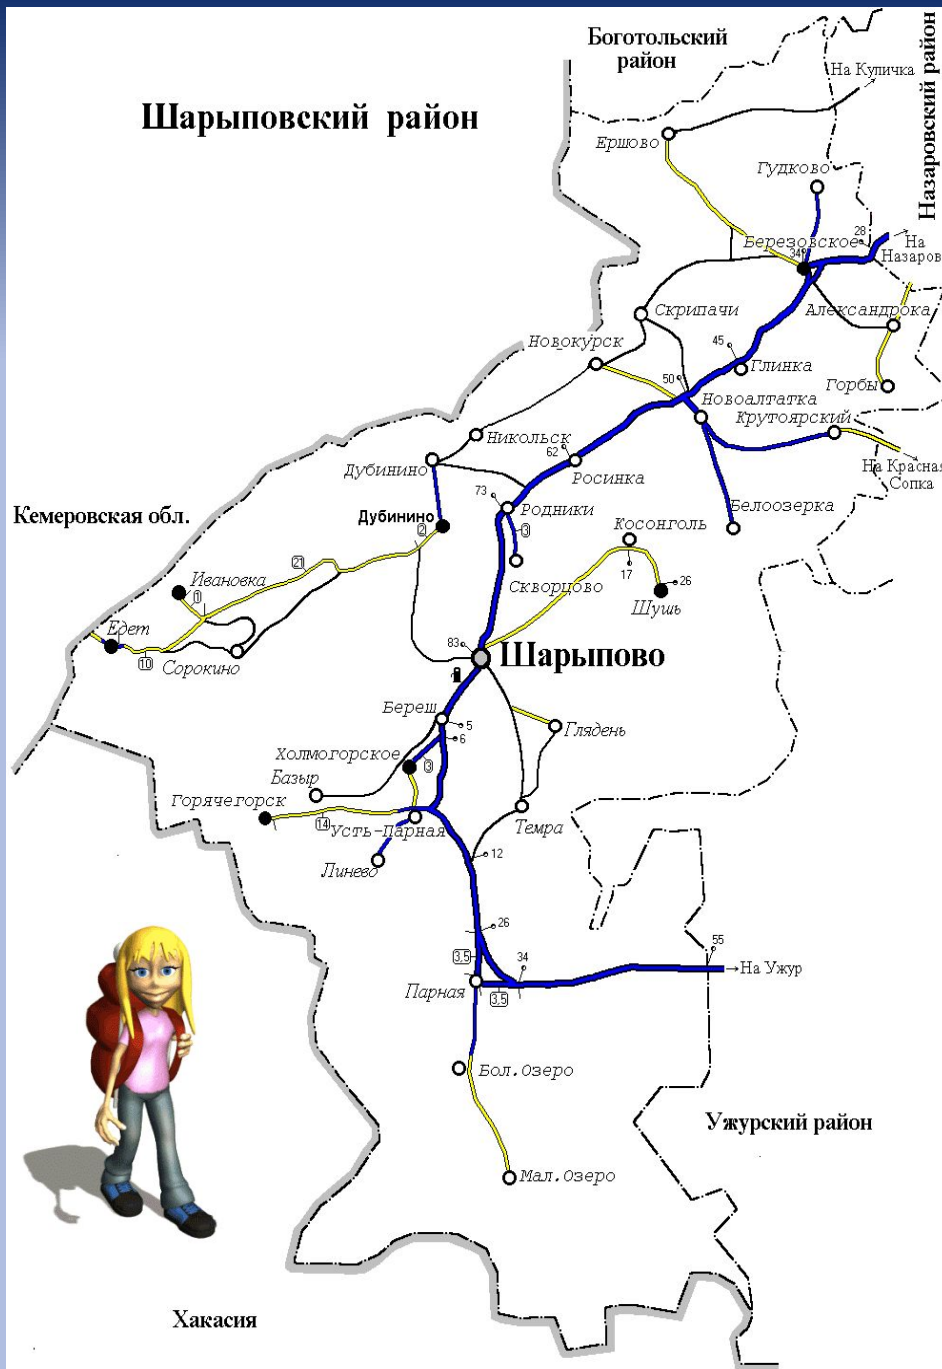 Боготольский
район
На Куличка
Назаровский район
Шарыповский район
Ершово
Гудково
28
Березовское
На
Назаров
34
Скрипачи
Александрока
Новокурск
45
Глинка
50
Горбы
Новоалтатка
Крутоярский
Никольск
62
Дубинино
Росинка
На Красная
Сопка
73
Родники
Белоозерка
Кемеровская обл.
Дубинино
2
3
Косонголь
21
Скворцово
17
26
Ивановка
1
Шушь
Едет
10
Сорокино
83
Шарыпово
Береш
5
6
Глядень
Холмогорское
3
Базыр
Горячегорск
14
Усть-Парная
Темра
Линево
12
26
55
3,5
34
На Ужур
Парная
3,5
Бол.Озеро
Ужурский район
Мал.Озеро
Хакасия